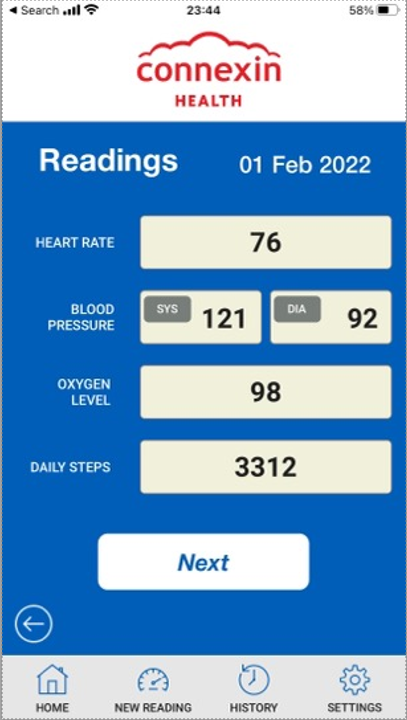 Search 23:44 58%
connexin
HEALTH
Readings 01 Feb 2022
HEART RATE 76
BLOOD PRESSURE SYS 121 DIA 92
OXYGEN LEVEL 98
DAILY STEPS 3312
Next
HOME NEW READING HISTORY SETTINGS